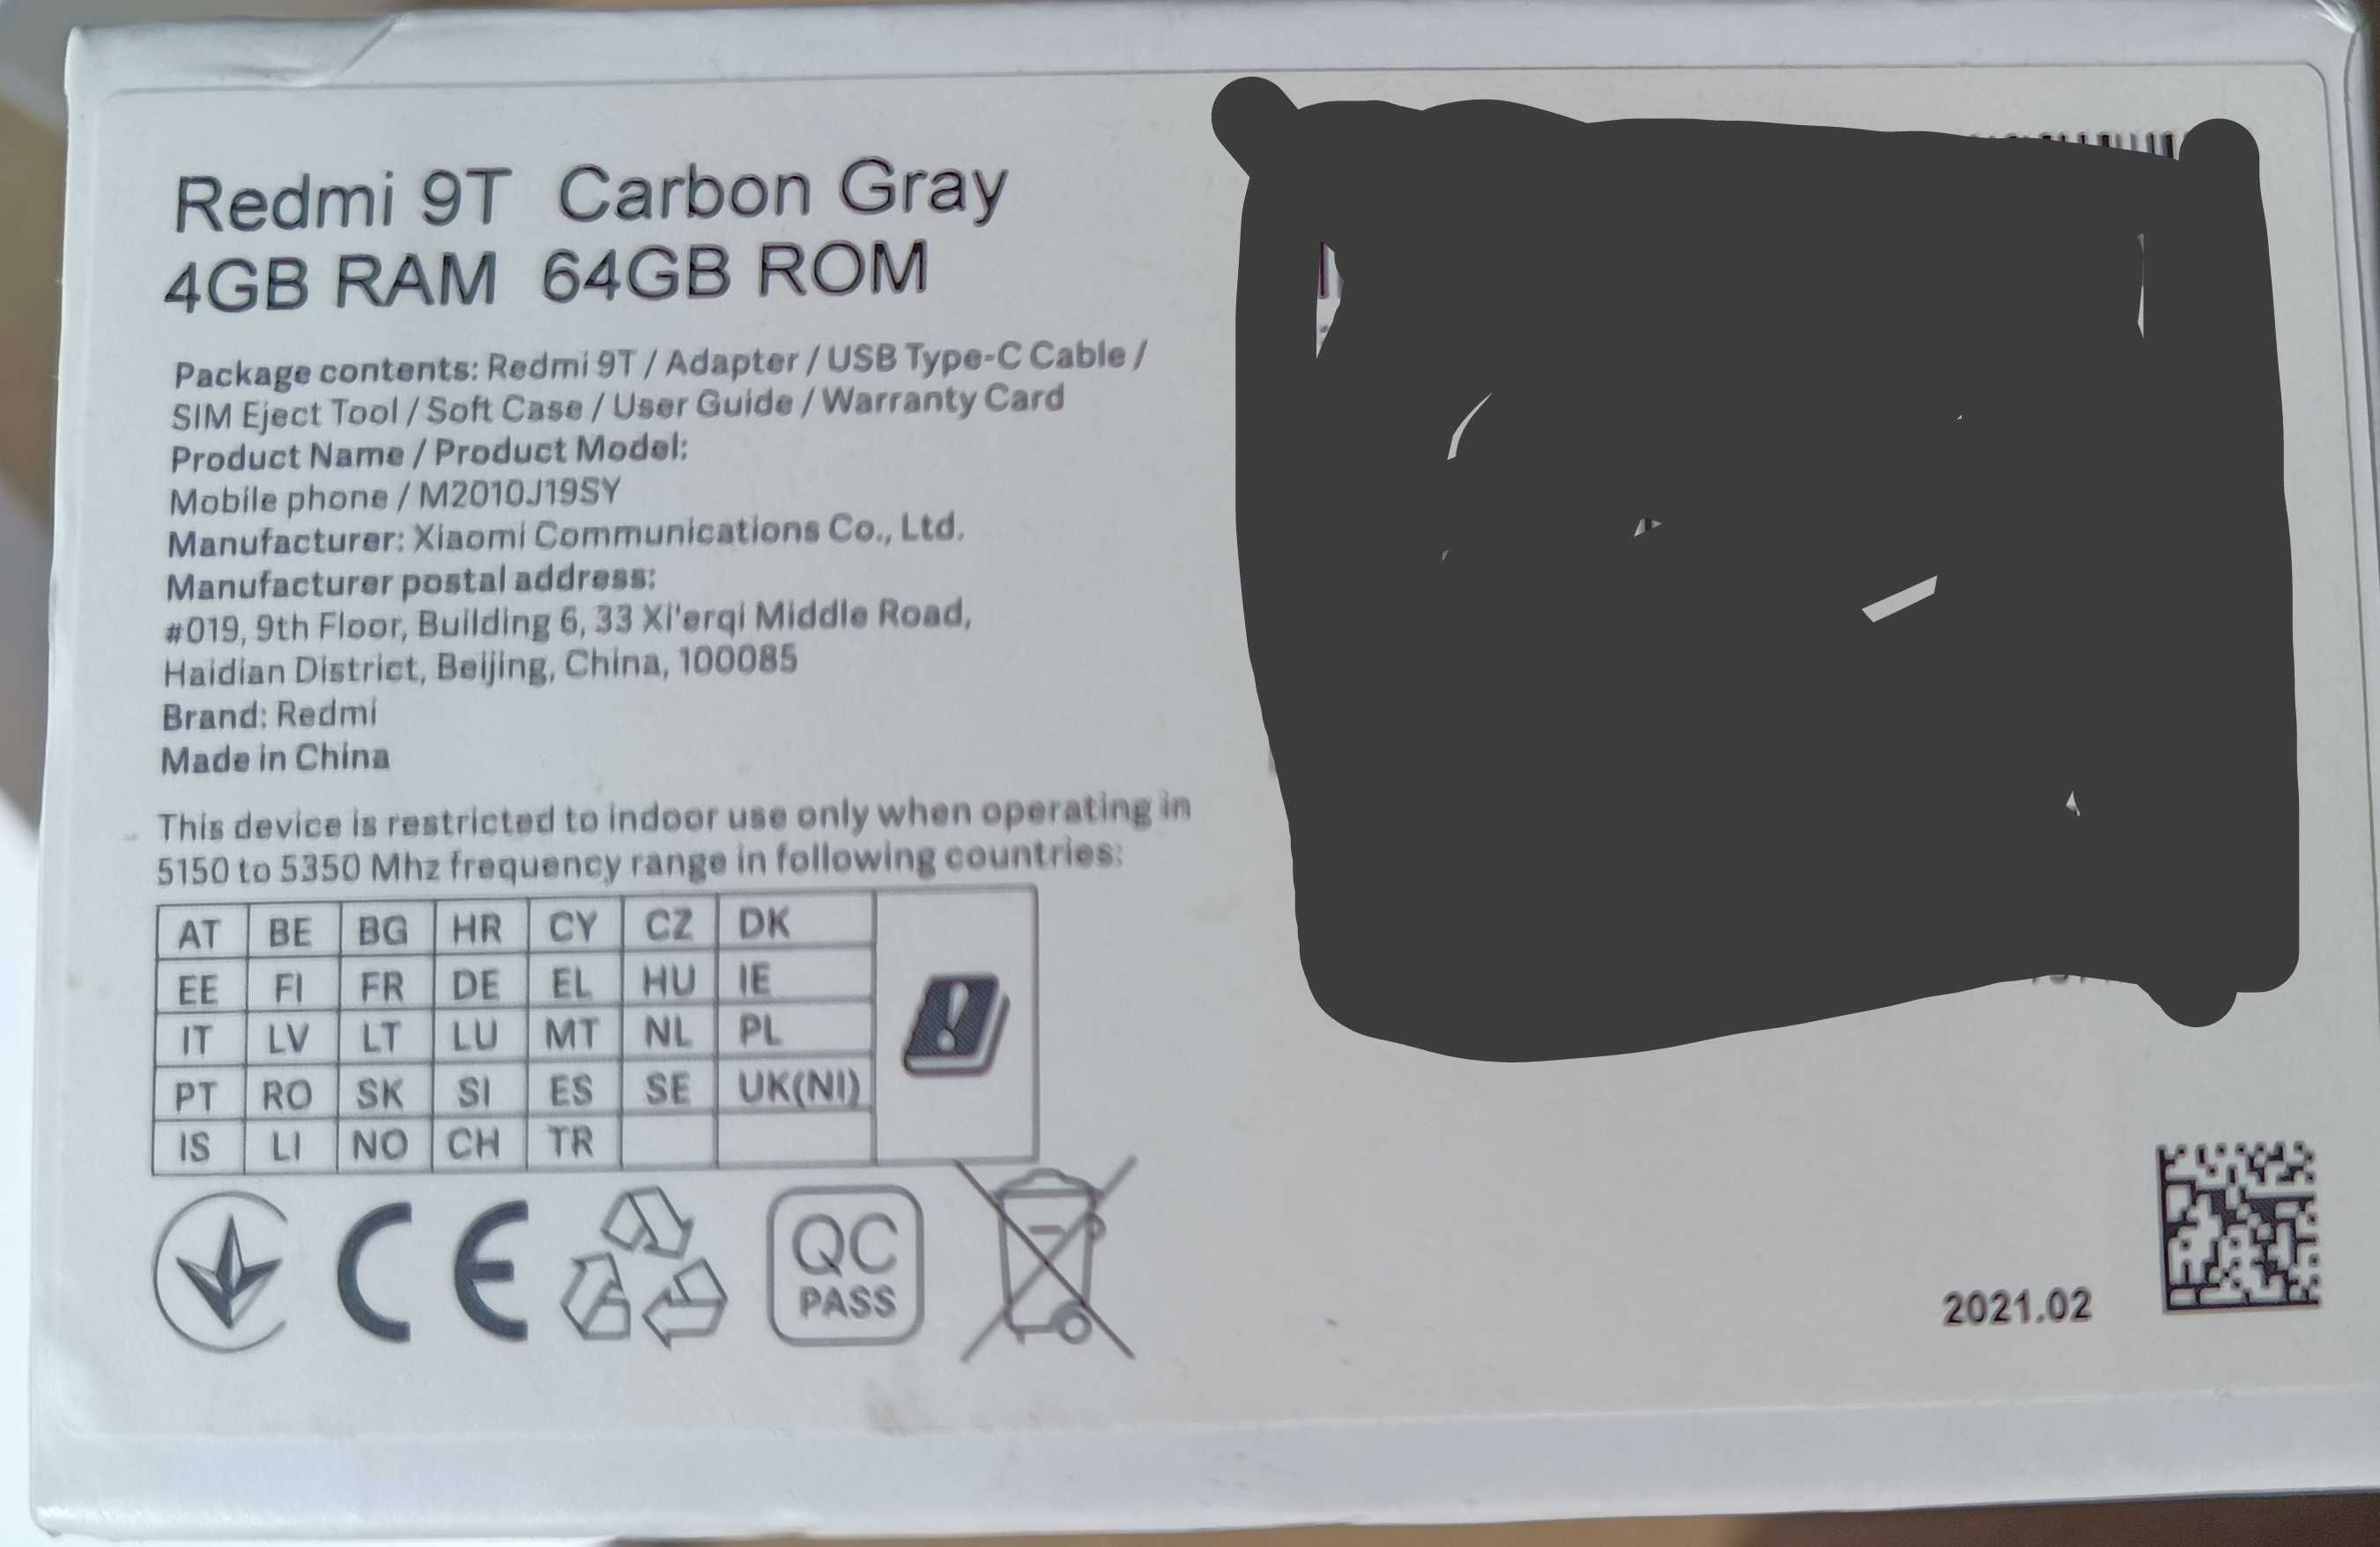 Redmi 9T Carbon Gray
4GB RAM 64GB ROM
Package contents: Redmi 9T / Adapter / USB Type-C Cable /
SIM Eject Tool / Soft Case / User Guide / Warranty Card
Product Name / Product Model:
Mobile phone / M2010J19SY
Manufacturer: Xiaomi Communications Co., Ltd.
Manufacturer postal address:
#019, 9th Floor, Building 6, 33 Xi'erqi Middle Road,
Haidian District, Beijing, China, 100085
Brand: Redmi
Made in China
This device is restricted to indoor use only when operating in
5150 to 5350 Mhz frequency range in following countries:
AT BE BG HR CY CZ DK
EE FI FR DE EL HU IE
IT LV LT LU MT NL PL
PT RO SK SI ES SE UK(NI)
IS LI NO CH TR
CE
QC
PASS
2021.02